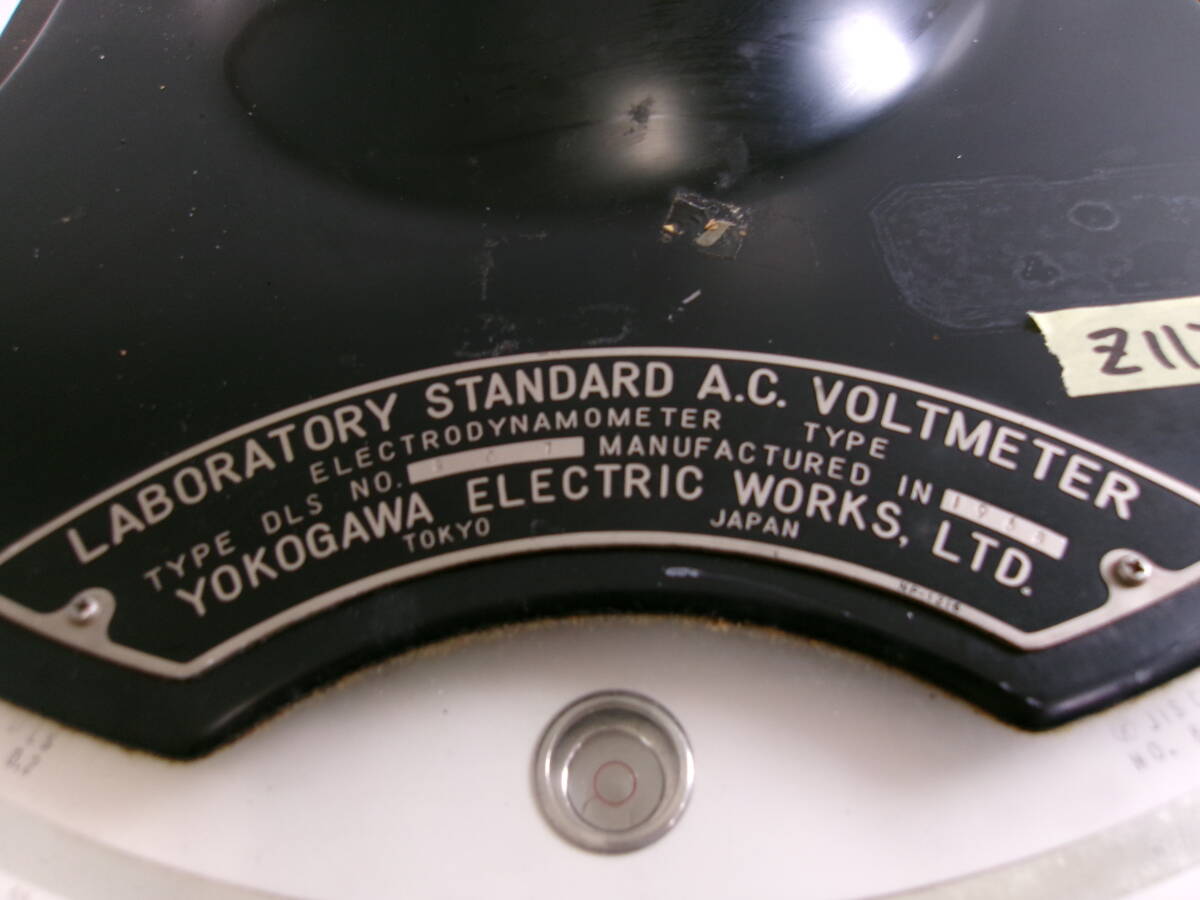 LABORATORY STANDARD A.C. VOLTMETER
ELECTRODYNAMOMETER TYPE
TYPE DLS NO. MANUFACTURED IN
YOKOGAWA ELECTRIC WORKS, LTD.
TOKYO JAPAN